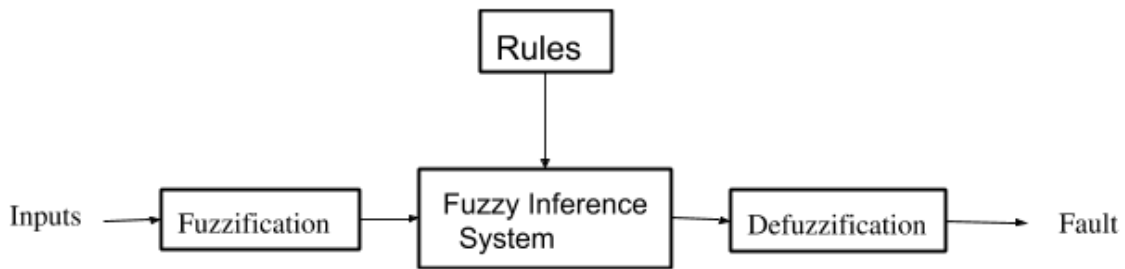 Rules
Inputs
Fuzzification
Fuzzy Inference
System
Defuzzification
Fault